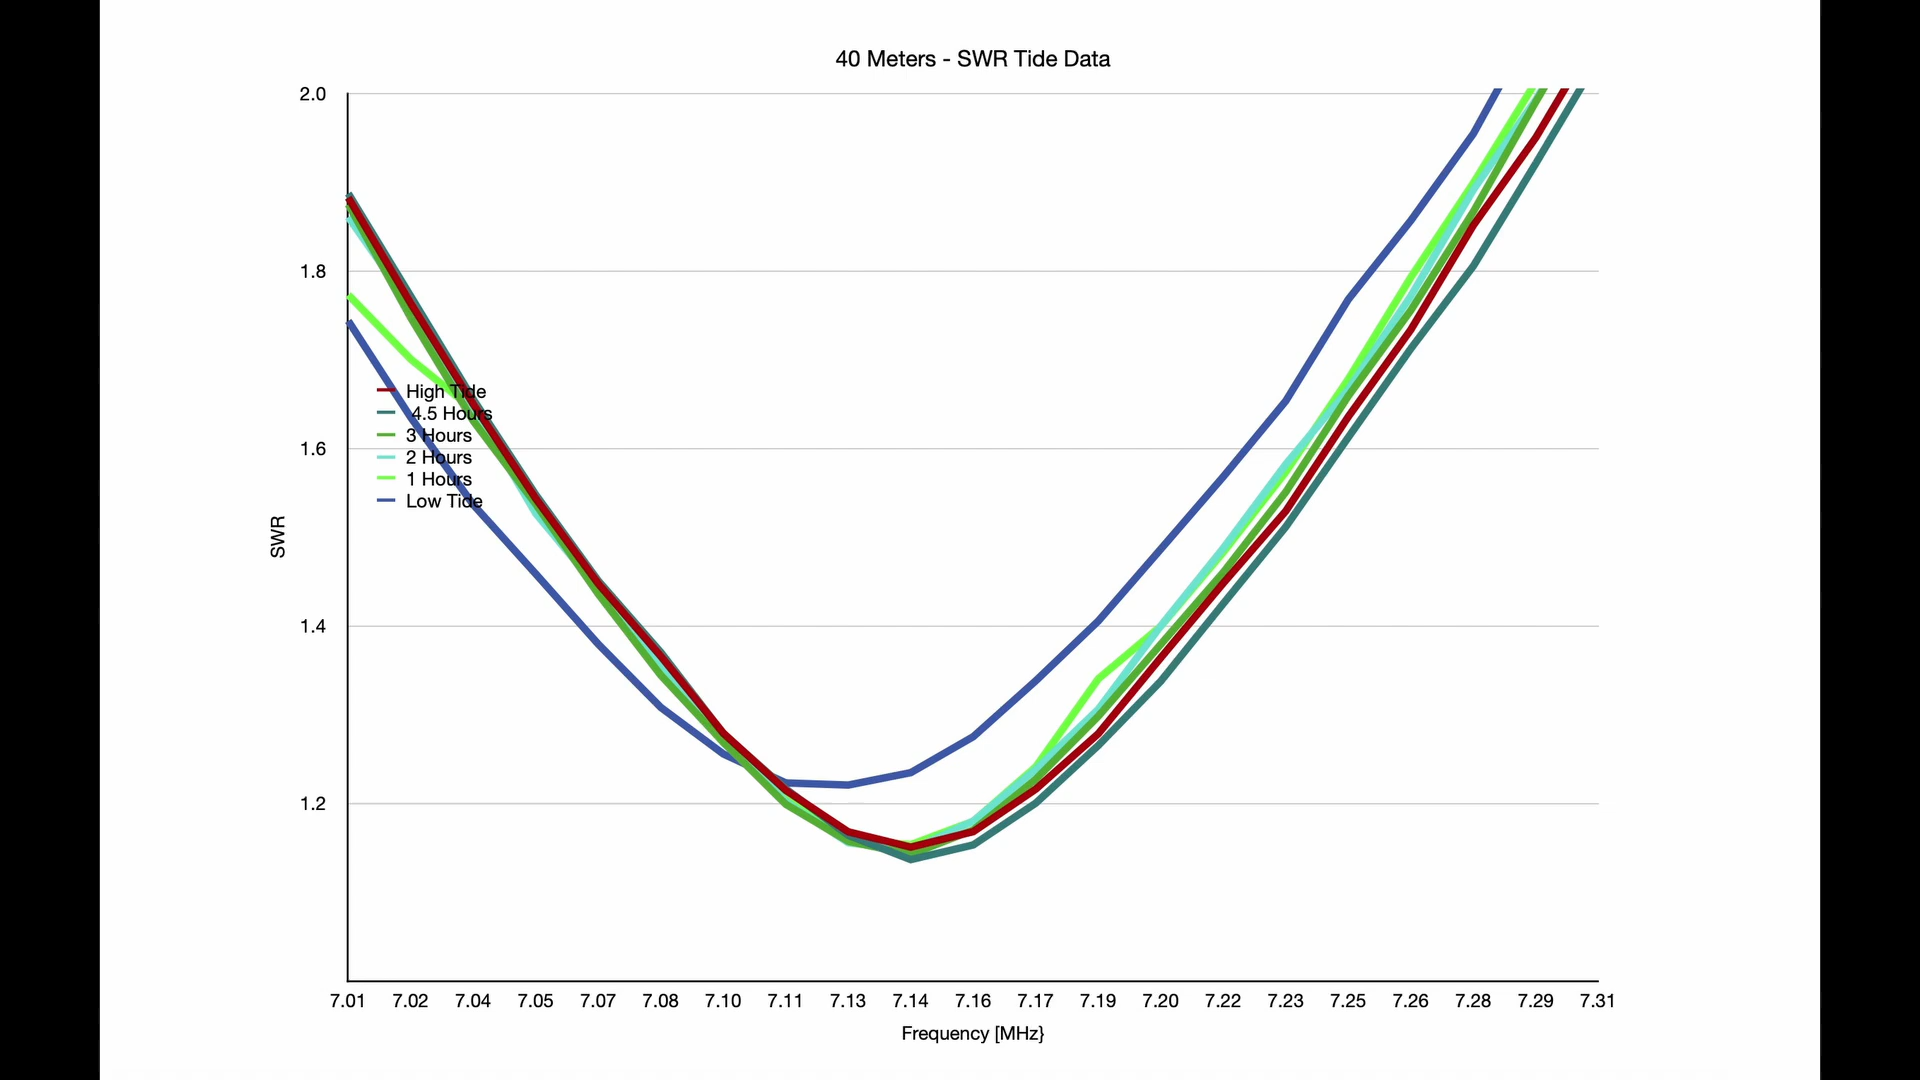 40 Meters - SWR Tide Data
2.0
1.8
1.6
1.4
1.2
SWR
High Tide
4.5 Hours
3 Hours
2 Hours
1 Hours
Low Tide
7.01 7.02 7.04 7.05 7.07 7.08 7.10 7.11 7.13 7.14 7.16 7.17 7.19 7.20 7.22 7.23 7.25 7.26 7.28 7.29 7.31
Frequency [MHz}